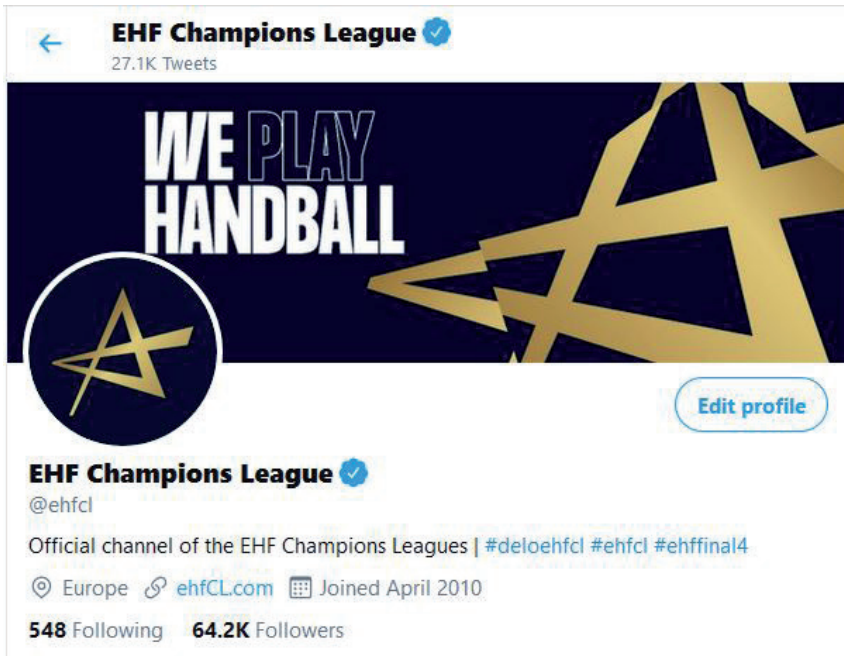 EHF Champions League
27.1K Tweets
WE PLAY
HANDBALL
Edit profile
EHF Champions League
@ehfcl
Official channel of the EHF Champions Leagues | #deloehfcl #ehfcl #ehffinal4
Europe ehfCL.com Joined April 2010
548 Following 64.2K Followers